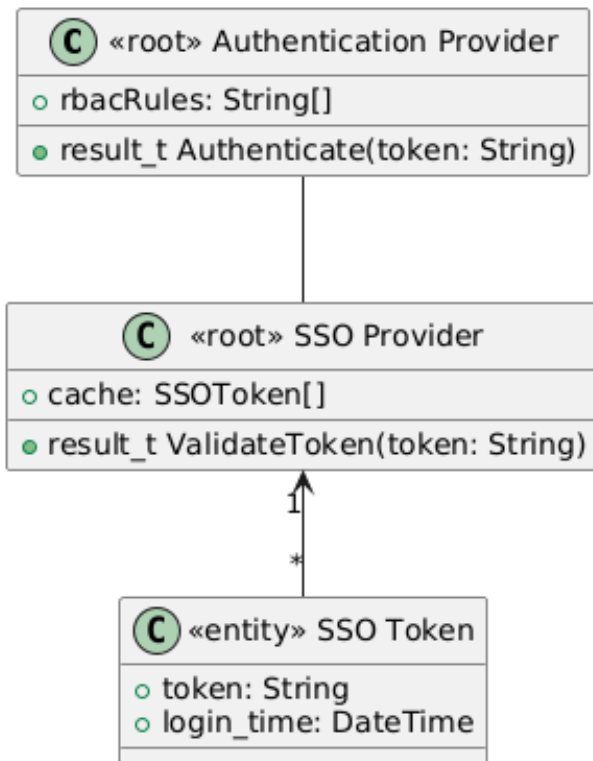 C «root» Authentication Provider
rbacRules: String[]
result_t Authenticate(token: String)
C «root» SSO Provider
cache: SSOToken[]
result_t ValidateToken(token: String)
1
*
C «entity» SSO Token
token: String
login_time: DateTime